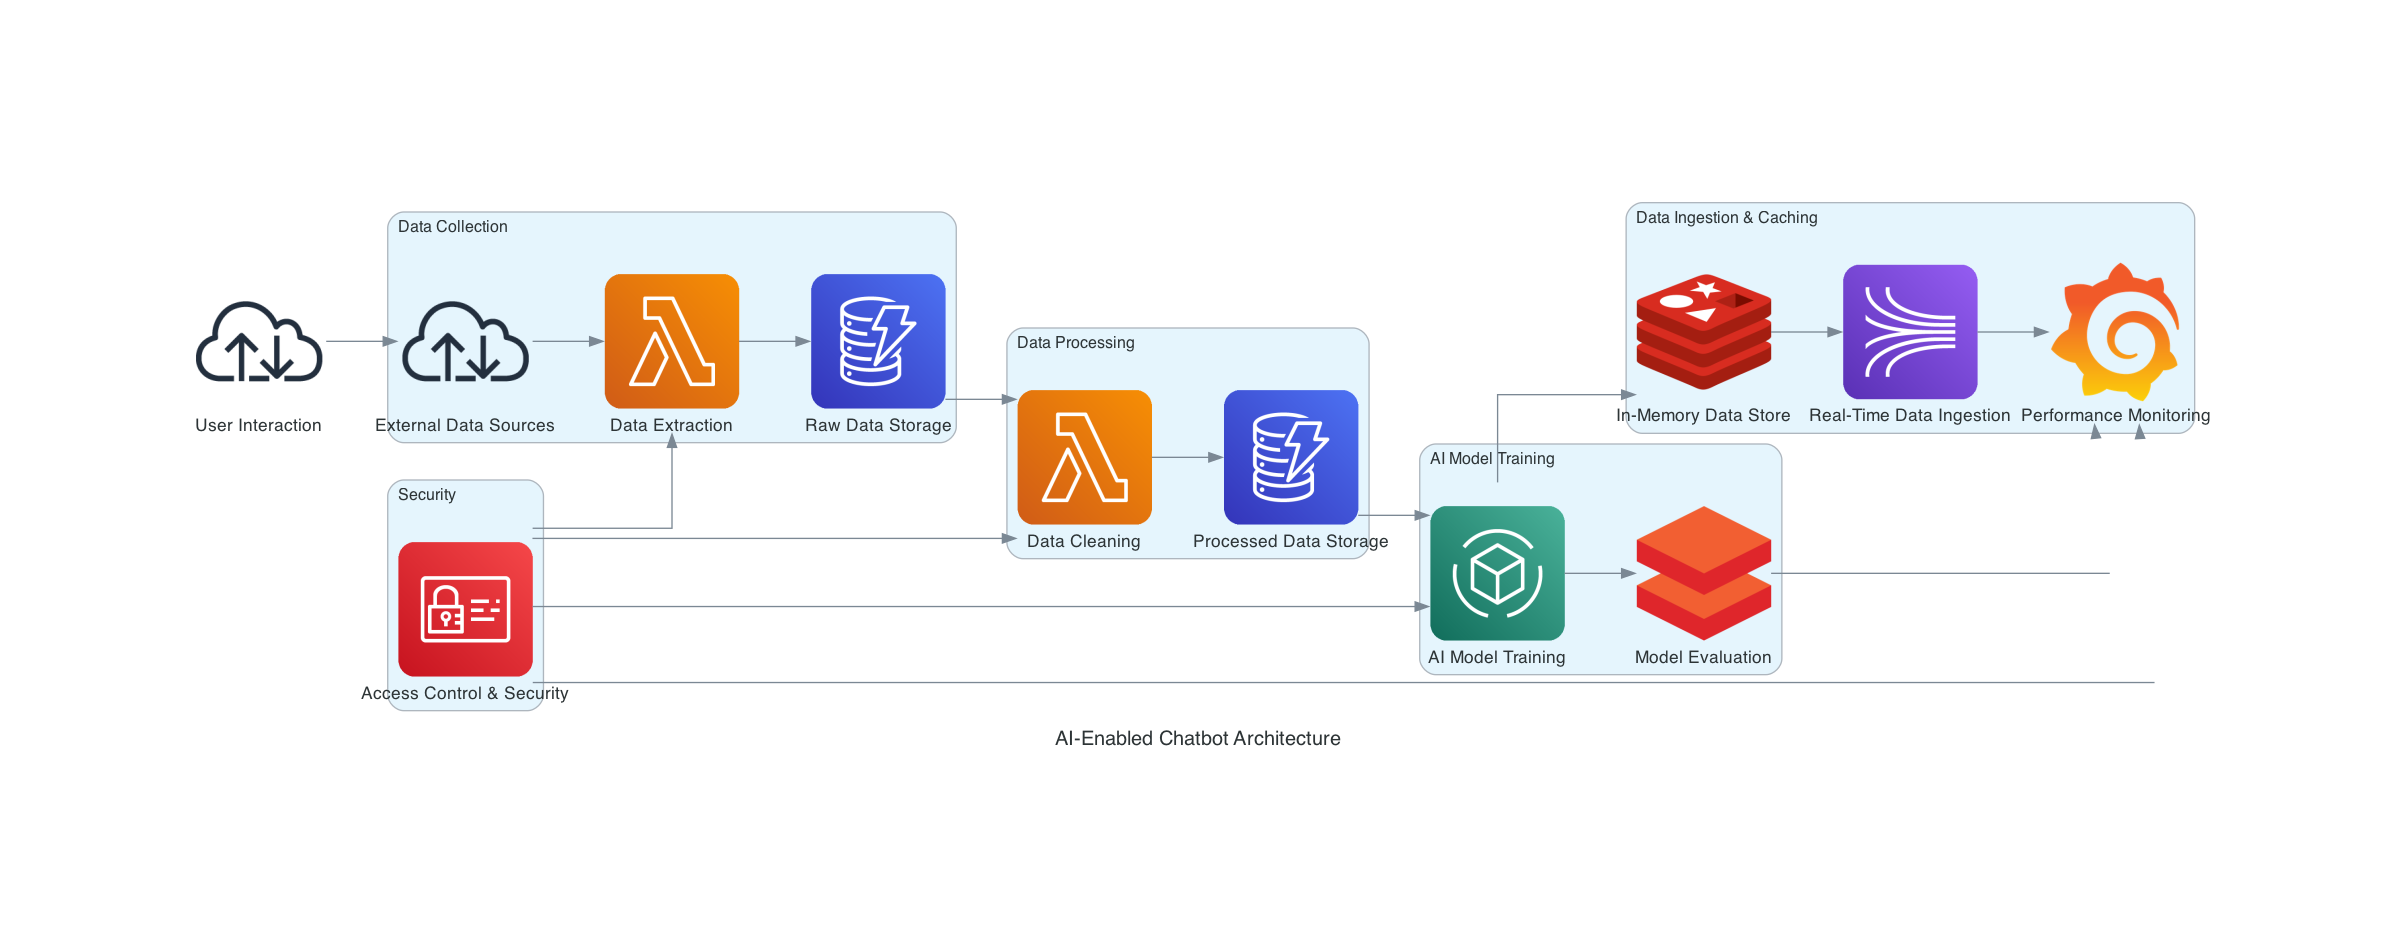 Data Collection
User Interaction
External Data Sources
Data Extraction
Raw Data Storage
Security
Access Control & Security
Data Processing
Data Cleaning
Processed Data Storage
AI Model Training
AI Model Training
Model Evaluation
Data Ingestion & Caching
In-Memory Data Store
Real-Time Data Ingestion
Performance Monitoring
AI-Enabled Chatbot Architecture